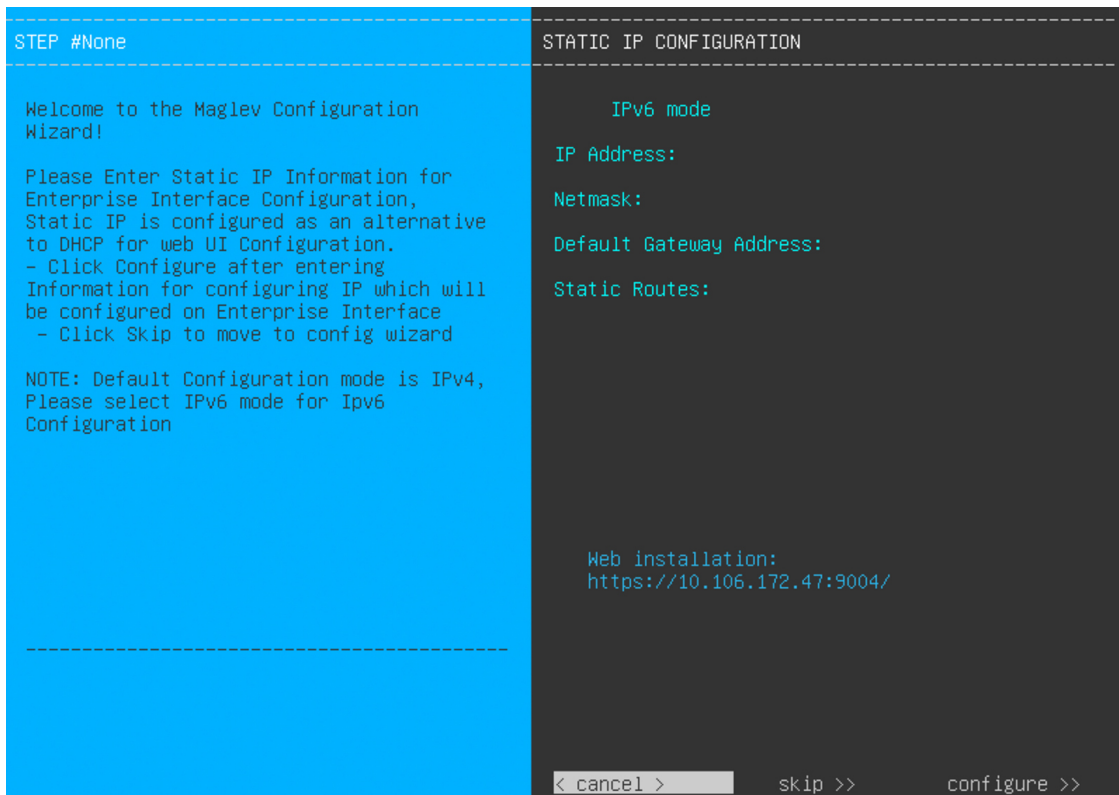 STEP #None
Welcome to the Maglev Configuration
Wizard!
Please Enter Static IP Information for
Enterprise Interface Configuration,
Static IP is configured as an alternative
to DHCP for web UI Configuration.
- Click Configure after entering
Information for configuring IP which will
be configured on Enterprise Interface
- Click Skip to move to config wizard
NOTE: Default Configuration mode is IPv4,
Please select IPv6 mode for Ipv6
Configuration
STATIC IP CONFIGURATION
IPv6 mode
IP Address:
Netmask:
Default Gateway Address:
Static Routes:
Web installation:
https://10.106.172.47:9004/
< cancel > skip >> configure >>